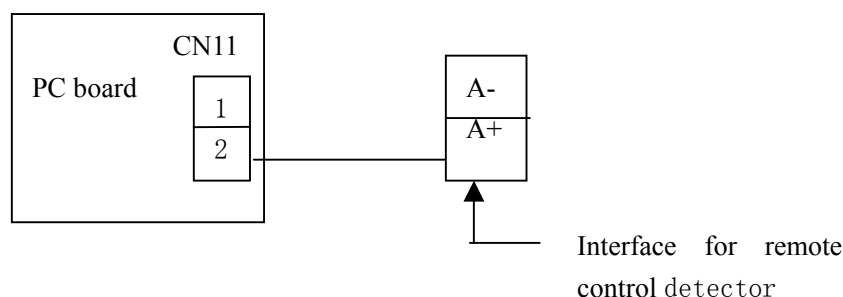 CN11
PC board
1
2
A-
A+
Interface for remote
control detector